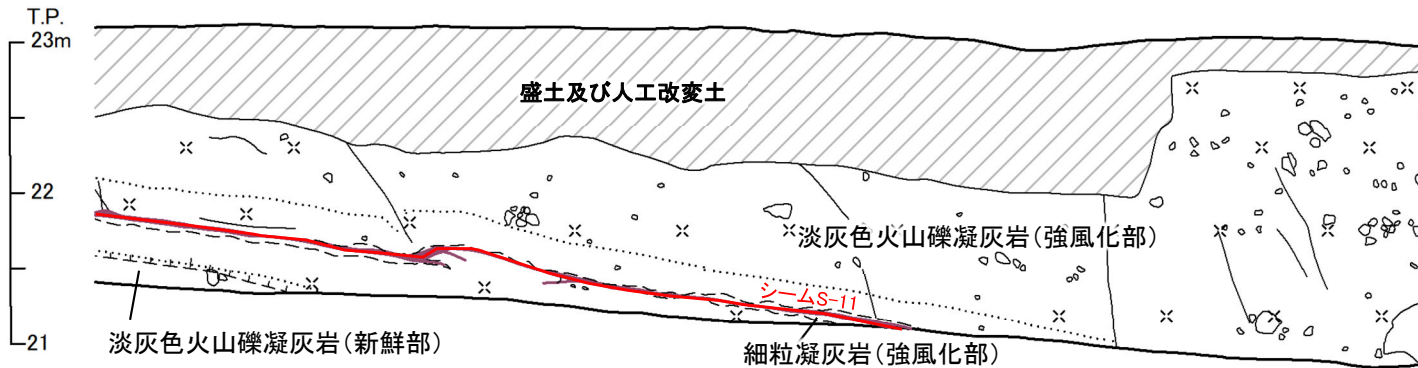 T.P.
23m
盛土及び人工改変土
22
淡灰色火山礫凝灰岩(強風化部)
シームS-11
21
淡灰色火山礫凝灰岩(新鮮部)
細粒凝灰岩(強風化部)